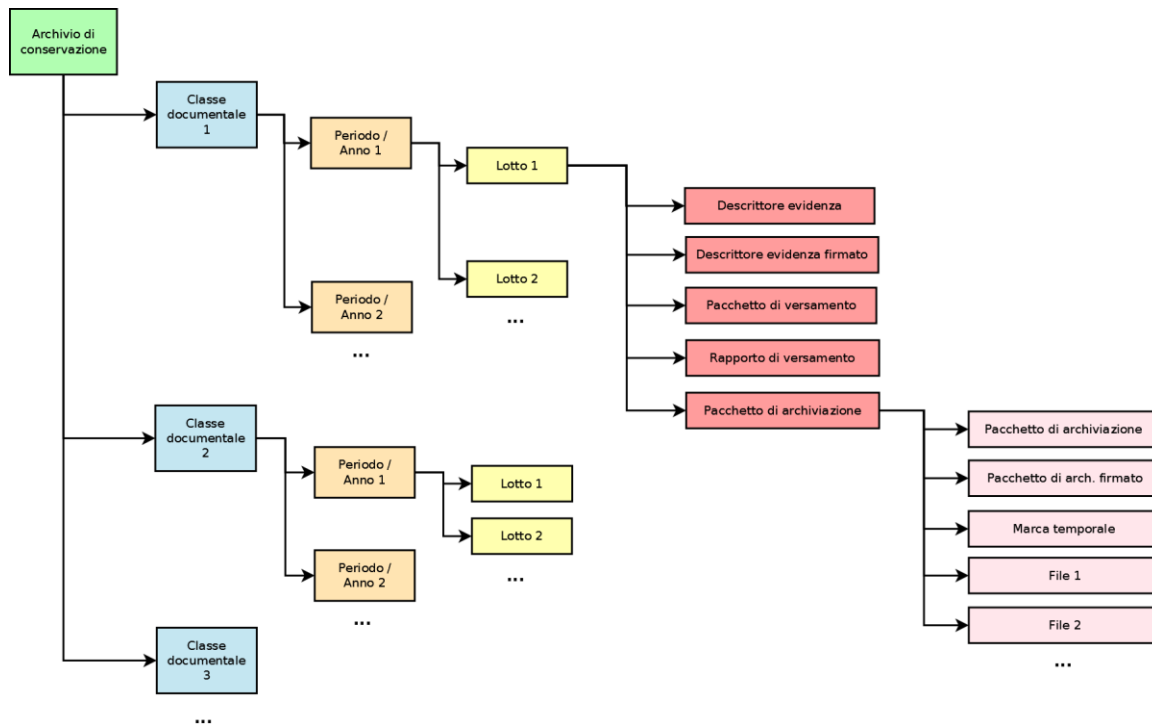 Archivio di
conservazione
Classe
documentale
1
Periodo /
Anno 1
Lotto 1
Descrittore evidenza
Descrittore evidenza firmato
Lotto 2
...
Pacchetto di versamento
Periodo /
Anno 2
...
Rapporto di versamento
Pacchetto di archiviazione
Pacchetto di archiviazione
Pacchetto di arch. firmato
Marca temporale
File 1
File 2
...
Classe
documentale
2
Periodo /
Anno 1
Lotto 1
Lotto 2
...
Periodo /
Anno 2
...
Classe
documentale
3
...